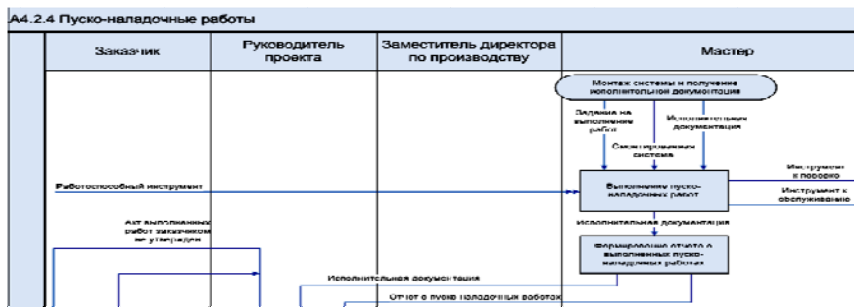 А4.2.4 Пуско-наладочные работы
Заказчик
Руководитель
проекта
Заместитель директора
по производству
Мастер
Монтаж системы и получение
исполнительной документации
Задание на
выполнение
работ
Исполнительная
документация
Смонтированная
система
Работоспособный инструмент
Выполнение пуско-
наладочных работ
Инструмент
к поверке
Инструмент к
обслуживанию
Акт выполненных
работ заказчиком
не утвержден
Исполнительная документация
Формирование отчета о
выполненных пуско-
наладочных работах
Исполнительная документация
Отчет о пуско наладочных работах